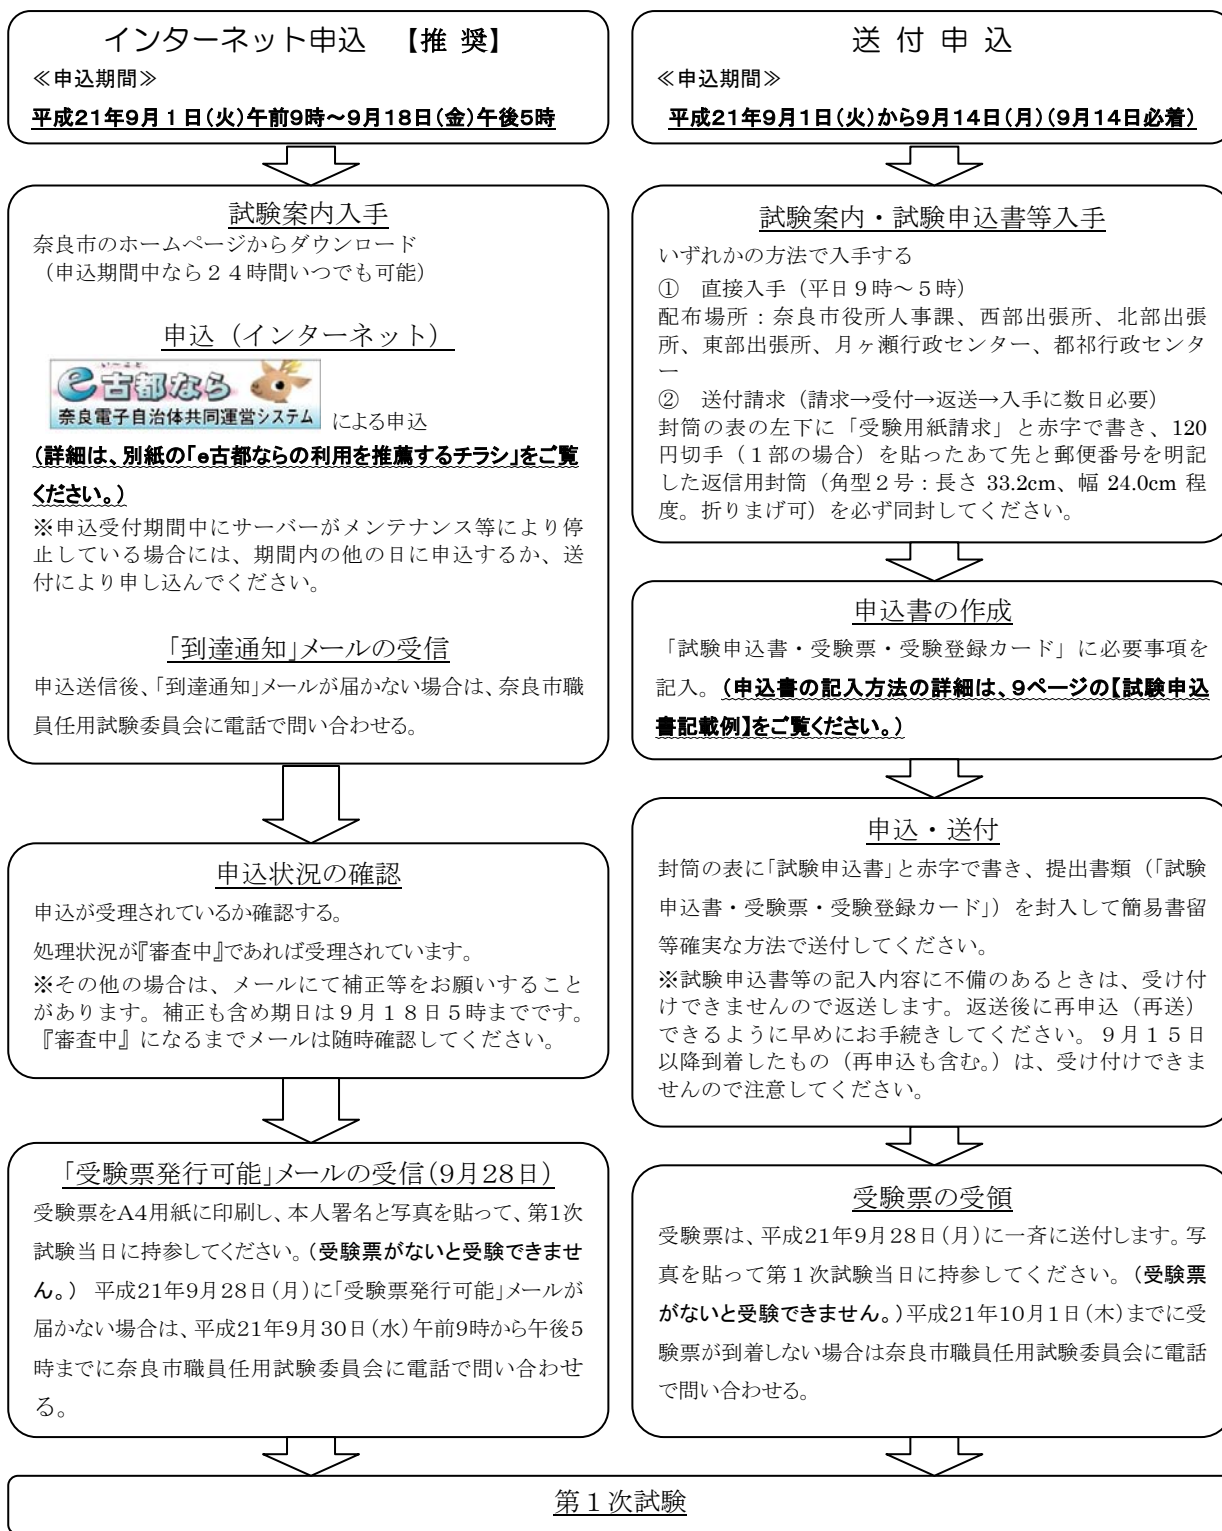 インターネット申込　【推 奨】
≪申込期間≫
平成21年9月1日(火)午前9時～9月18日(金)午後5時
試験案内入手
奈良市のホームページからダウンロード
（申込期間中なら２４時間いつでも可能）
申込（インターネット）
いーこと
e古都なら
奈良電子自治体共同運営システム による申込
(詳細は、別紙の「e古都ならの利用を推薦するチラシ」をご覧
ください。)
※申込受付期間中にサーバーがメンテナンス等により停
止している場合には、期間内の他の日に申込するか、送
付により申し込んでください。
「到達通知」メールの受信
申込送信後、「到達通知」メールが届かない場合は、奈良市職
員任用試験委員会に電話で問い合わせる。
申込状況の確認
申込が受理されているか確認する。
処理状況が『審査中』であれば受理されています。
※その他の場合は、メールにて補正等をお願いすること
があります。補正も含め期日は９月１８日５時までです。
『審査中』になるまでメールは随時確認してください。
「受験票発行可能」メールの受信(9月28日)
受験票をA4用紙に印刷し、本人署名と写真を貼って、第1次
試験当日に持参してください。(受験票がないと受験できませ
ん。)　平成21年9月28日(月)に「受験票発行可能」メールが
届かない場合は、平成21年9月30日(水)午前9時から午後5
時までに奈良市職員任用試験委員会に電話で問い合わせ
る。
送 付 申 込
≪申込期間≫
平成21年9月1日(火)から9月14日(月)(9月14日必着)
試験案内・試験申込書等入手
いずれかの方法で入手する
①　直接入手（平日９時～５時）
配布場所：奈良市役所人事課、西部出張所、北部出張
所、東部出張所、月ヶ瀬行政センター、都祁行政センタ
ー
②　送付請求（請求→受付→返送→入手に数日必要）
封筒の表の左下に「受験用紙請求」と赤字で書き、120
円切手（１部の場合）を貼ったあて先と郵便番号を明記
した返信用封筒（角型２号：長さ 33.2cm、幅 24.0cm 程
度。折りまげ可）を必ず同封してください。
申込書の作成
「試験申込書・受験票・受験登録カード」に必要事項を
記入。(申込書の記入方法の詳細は、9ページの【試験申込
書記載例】をご覧ください。)
申込・送付
封筒の表に「試験申込書」と赤字で書き、提出書類（「試験
申込書・受験票・受験登録カード」）を封入して簡易書留
等確実な方法で送付してください。
※試験申込書等の記入内容に不備のあるときは、受け付
けできませんので返送します。返送後に再申込（再送）
できるように早めにお手続きしてください。９月１５日
以降到着したもの（再申込も含む。）は、受け付けできま
せんので注意してください。
受験票の受領
受験票は、平成21年9月28日(月)に一斉に送付します。写
真を貼って第１次試験当日に持参してください。(受験票
がないと受験できません。)平成21年10月1日(木)までに受
験票が到着しない場合は奈良市職員任用試験委員会に電話
で問い合わせる。
第１次試験